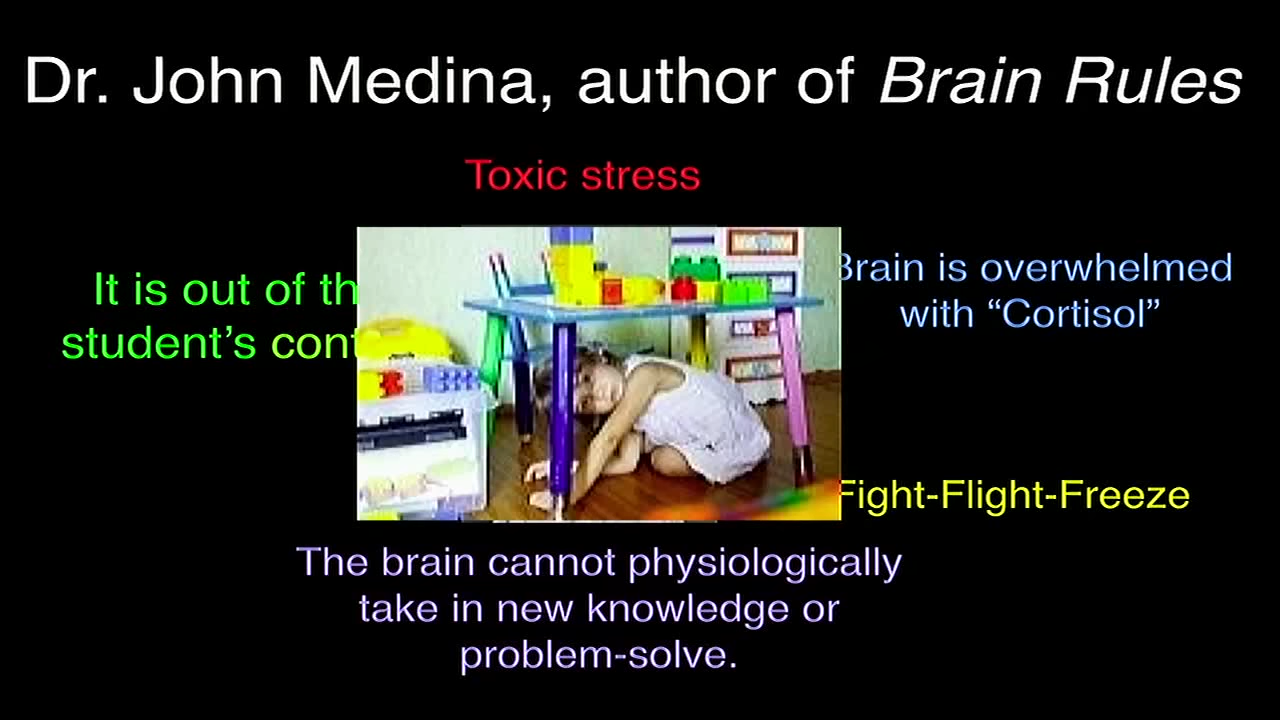 Dr. John Medina, author of Brain Rules
Toxic stress
It is out of th
student's cont
Brain is overwhelmed
with “Cortisol”
Fight-Flight-Freeze
The brain cannot physiologically
take in new knowledge or
problem-solve.